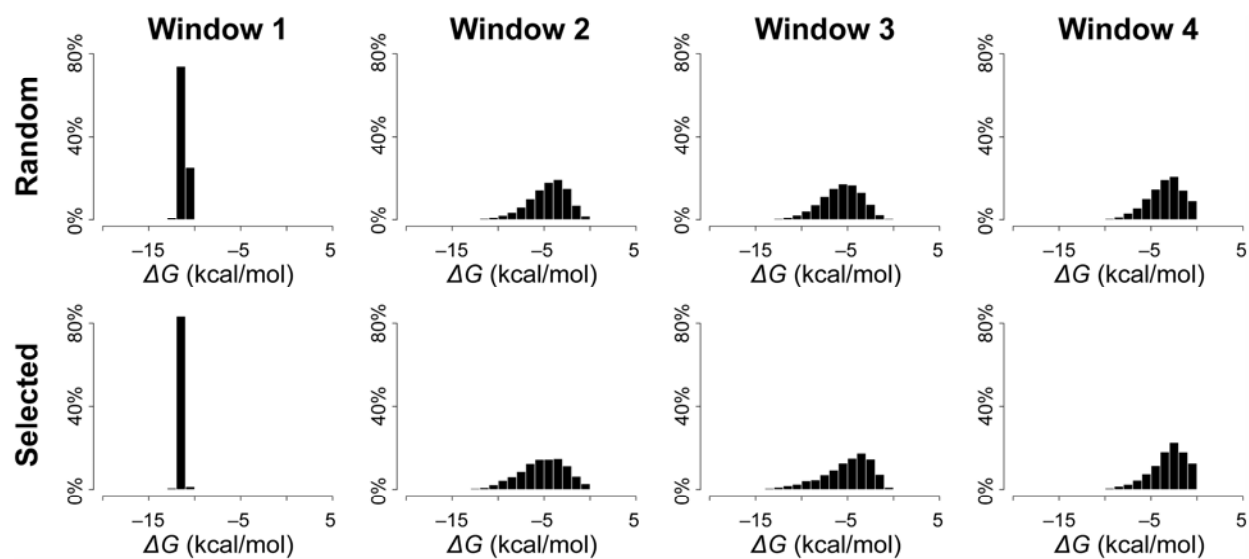 Window 1 Window 2 Window 3 Window 4
Random
80% 80% 80% 80%
40% 40% 40% 40%
0% 0% 0% 0%
–15 –5 5 –15 –5 5 –15 –5 5 –15 –5 5
ΔG (kcal/mol) ΔG (kcal/mol) ΔG (kcal/mol) ΔG (kcal/mol)
Selected
80% 80% 80% 80%
40% 40% 40% 40%
0% 0% 0% 0%
–15 –5 5 –15 –5 5 –15 –5 5 –15 –5 5
ΔG (kcal/mol) ΔG (kcal/mol) ΔG (kcal/mol) ΔG (kcal/mol)